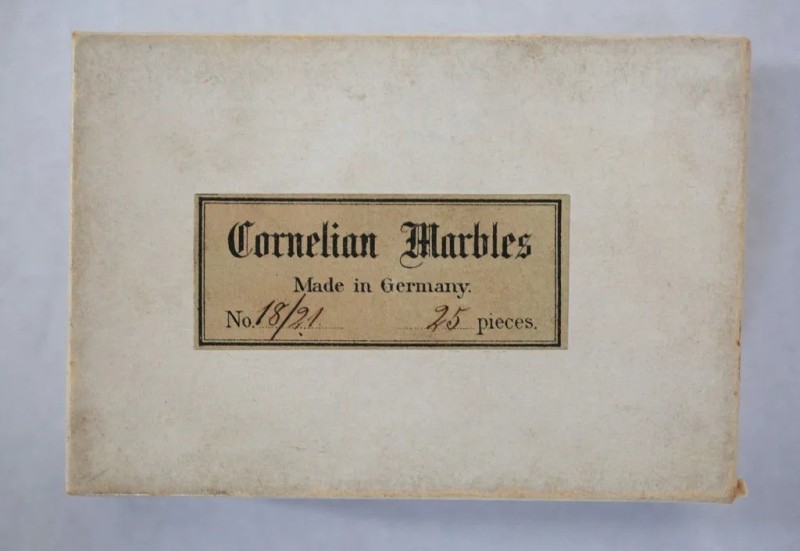 Cornelian Marbles
Made in Germany.
No. 18/21 25 pieces.